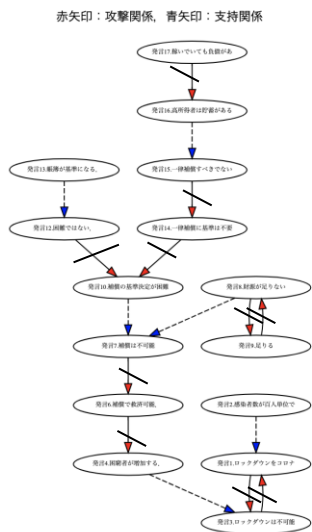 赤矢印：攻撃関係，青矢印：支持関係
発言17.稼いでいても負債があ
発言16.高所得者は貯蓄がある
発言13.帳簿が基準になる．
発言15.一律補償すべきでない
発言12.困難ではない．
発言14.一律補償に基準は不要
発言10.補償の基準決定が困難
発言8.財源が足りない
発言7.補償は不可能
発言9.足りる
発言6.補償で救済可能．
発言2.感染者数が百人単位で
発言4.困窮者が増加する．
発言1.ロックダウンをコロナ
発言3.ロックダウンは不可能